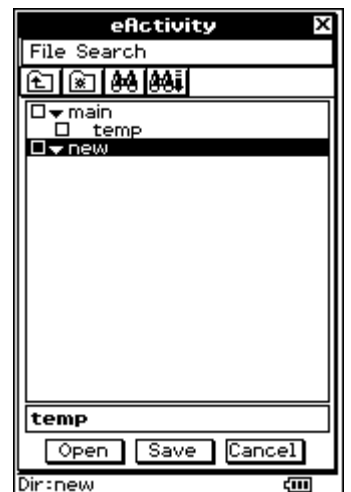 eActivity
File Search
main
temp
new
temp
Open Save Cancel
Dir:new